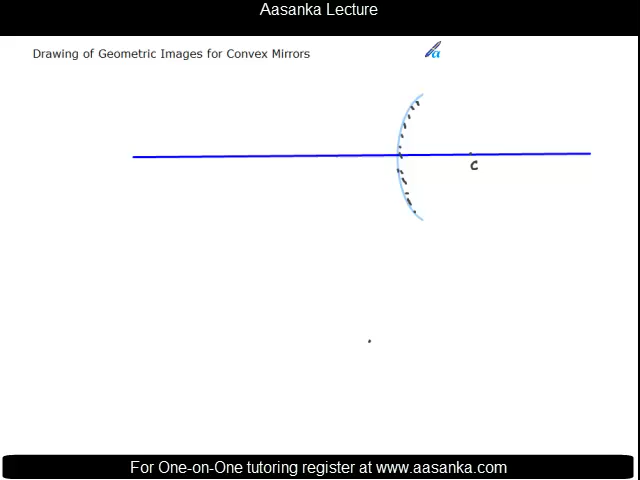 Aasanka Lecture
Drawing of Geometric Images for Convex Mirrors
a
C
For One-on-One tutoring register at www.aasanka.com